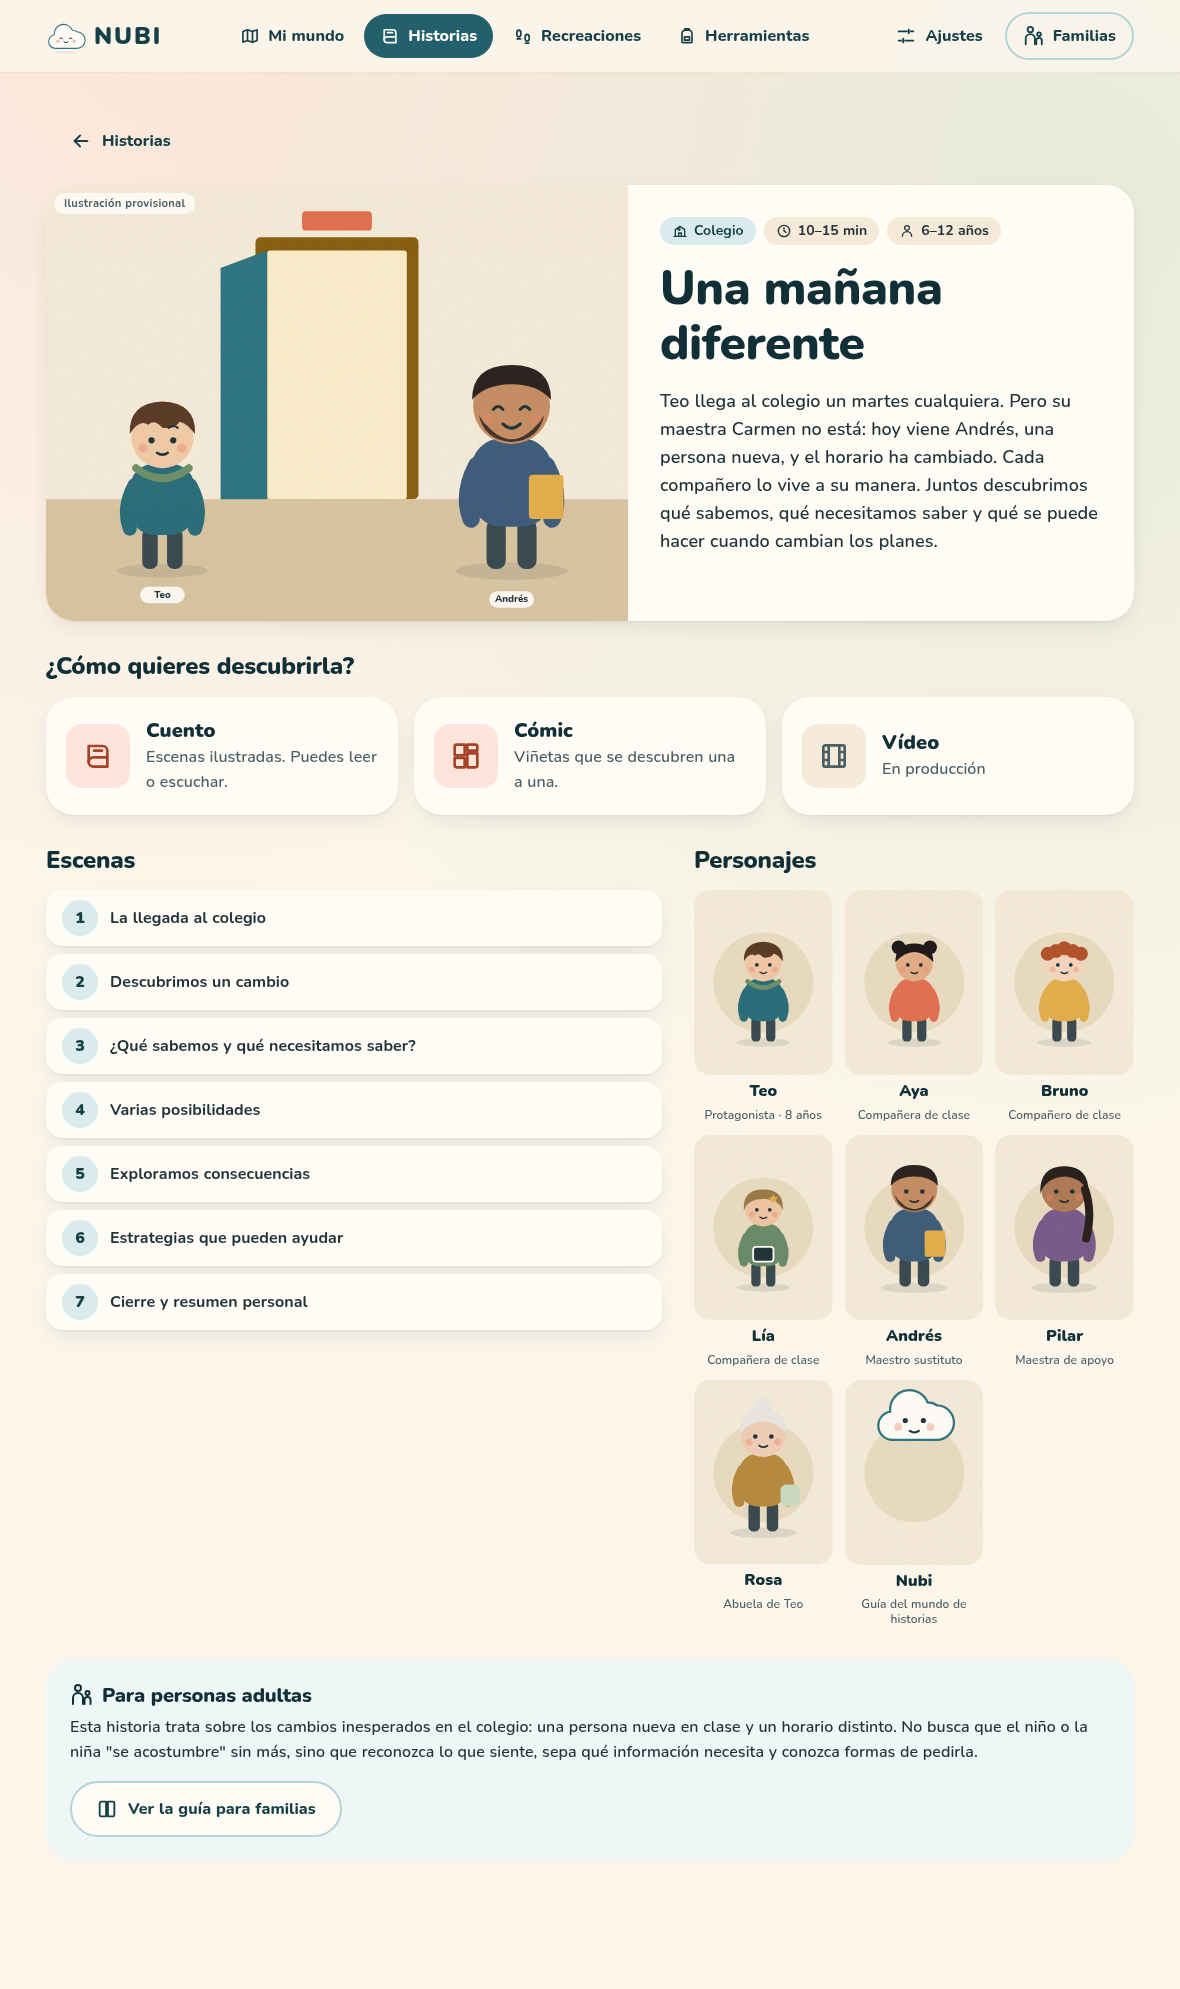 NUBI
Mi mundo
Historias
Recreaciones
Herramientas
Ajustes
Familias
Historias
Ilustración provisional
Teo
Andrés
Colegio
10–15 min
6–12 años
Una mañana
diferente
Teo llega al colegio un martes cualquiera. Pero su
maestra Carmen no está: hoy viene Andrés, una
persona nueva, y el horario ha cambiado. Cada
compañero lo vive a su manera. Juntos descubrimos
qué sabemos, qué necesitamos saber y qué se puede
hacer cuando cambian los planes.
¿Cómo quieres descubrirla?
Cuento
Escenas ilustradas. Puedes leer
o escuchar.
Cómic
Viñetas que se descubren una
a una.
Vídeo
En producción
Escenas
1 La llegada al colegio
2 Descubrimos un cambio
3 ¿Qué sabemos y qué necesitamos saber?
4 Varias posibilidades
5 Exploramos consecuencias
6 Estrategias que pueden ayudar
7 Cierre y resumen personal
Personajes
Teo
Protagonista · 8 años
Aya
Compañera de clase
Bruno
Compañero de clase
Lía
Compañera de clase
Andrés
Maestro sustituto
Pilar
Maestra de apoyo
Rosa
Abuela de Teo
Nubi
Guía del mundo de
historias
Para personas adultas
Esta historia trata sobre los cambios inesperados en el colegio: una persona nueva en clase y un horario distinto. No busca que el niño o la
niña "se acostumbre" sin más, sino que reconozca lo que siente, sepa qué información necesita y conozca formas de pedirla.
Ver la guía para familias